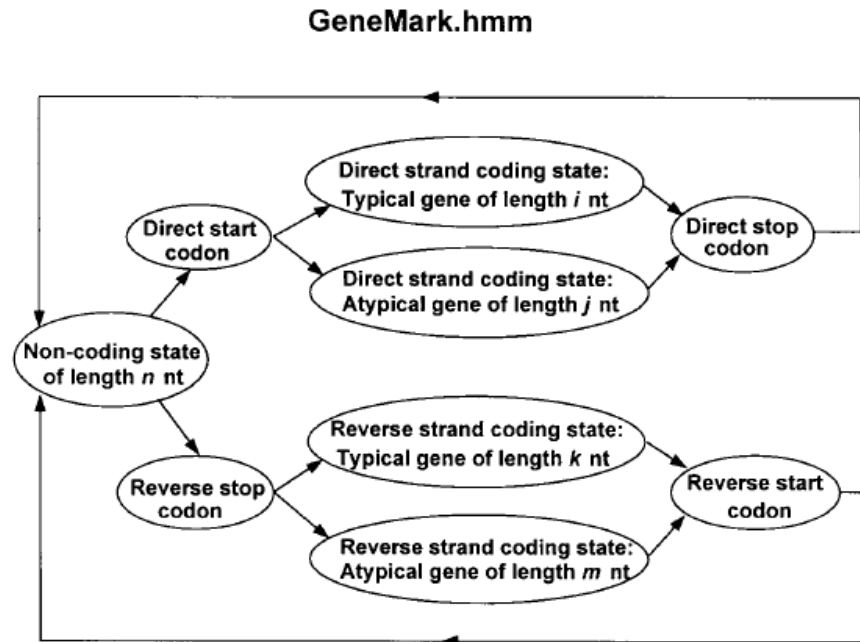 GeneMark.hmm
Direct strand coding state:
Typical gene of length i nt
Direct start
codon
Direct stop
codon
Direct strand coding state:
Atypical gene of length j nt
Non-coding state
of length n nt
Reverse strand coding state:
Typical gene of length k nt
Reverse stop
codon
Reverse start
codon
Reverse strand coding state:
Atypical gene of length m nt